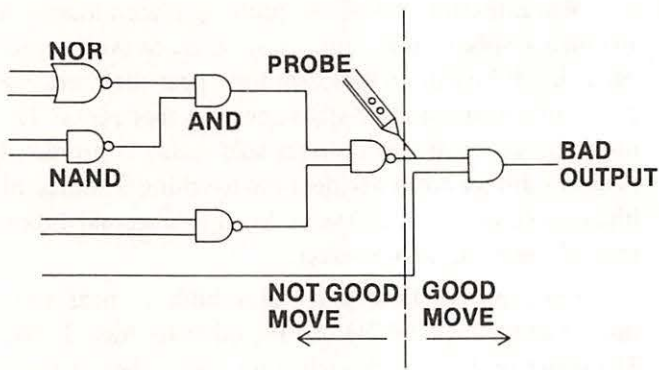 NOR
PROBE
AND
NAND
BAD
OUTPUT
NOT GOOD
MOVE
GOOD
MOVE